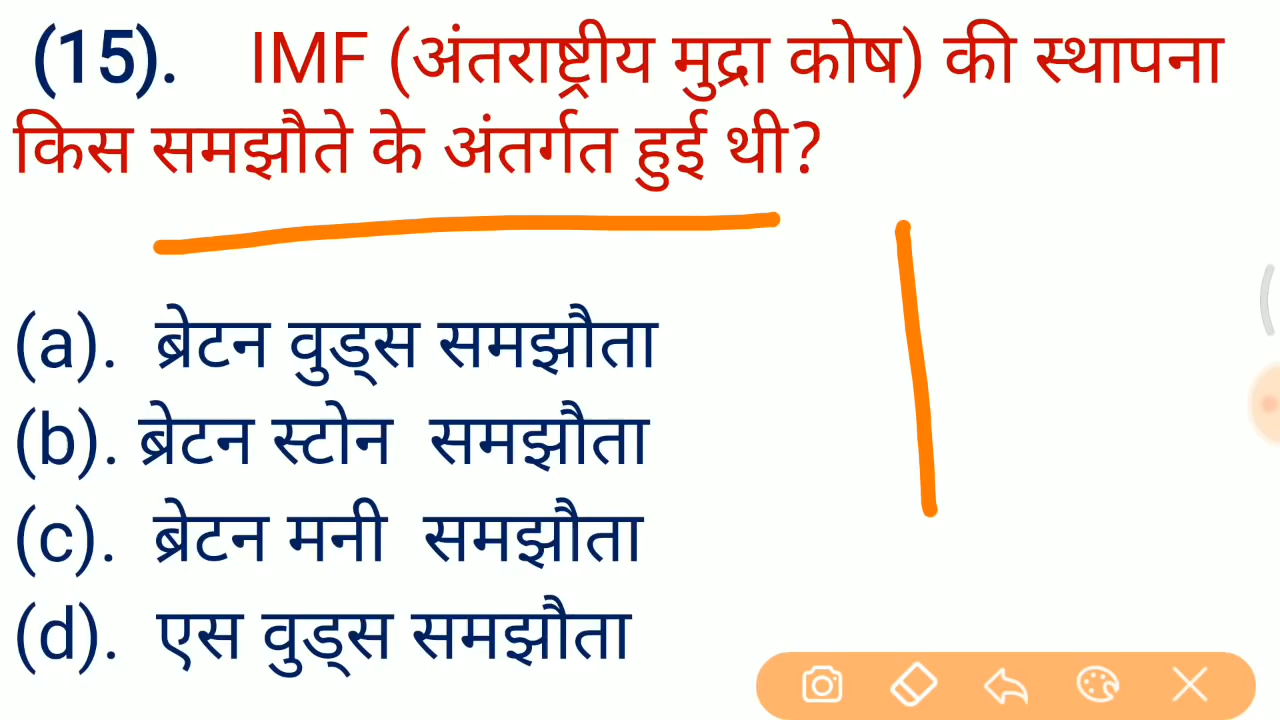 (15). IMF (अंतराष्ट्रीय मुद्रा कोष) की स्थापना
किस समझौते के अंतर्गत हुई थी?
(a). ब्रेटन वुड्स समझौता
(b). ब्रेटन स्टोन समझौता
(c). ब्रेटन मनी समझौता
(d). एस वुड्स समझौता